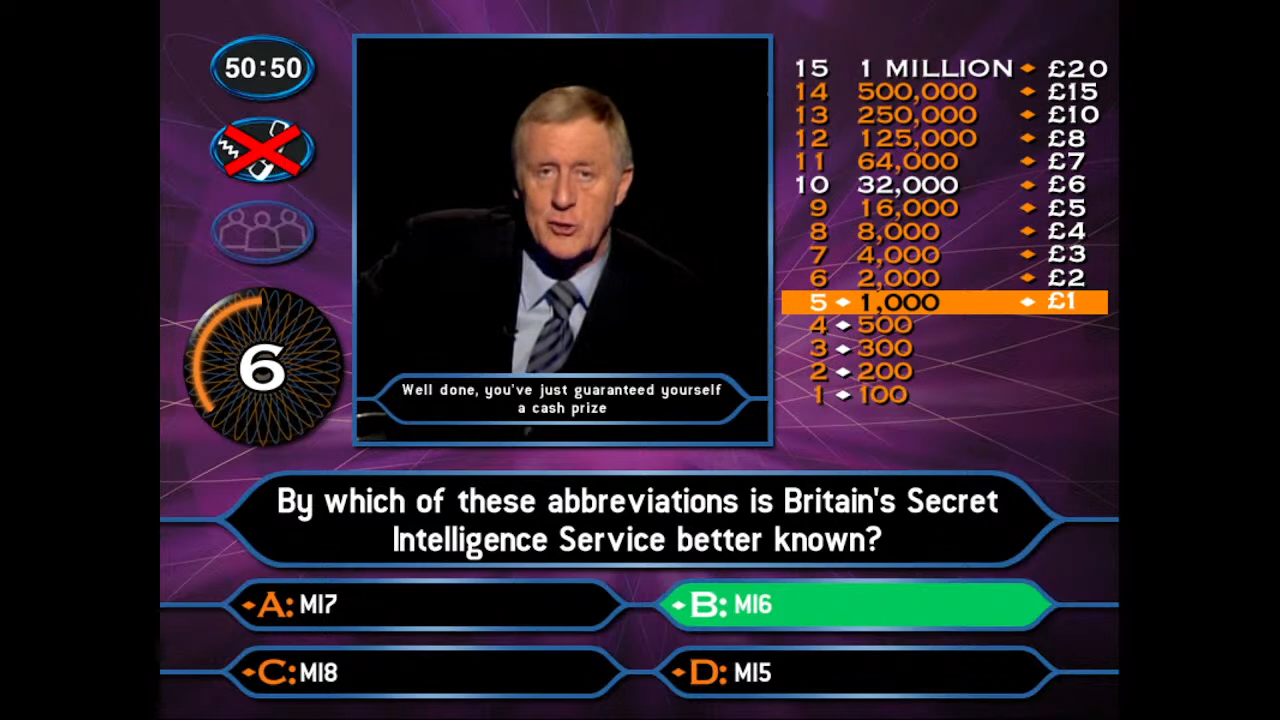 50:50
15 1 MILLION £20
14 500,000 £15
13 250,000 £10
12 125,000 £8
11 64,000 £7
10 32,000 £6
9 16,000 £5
8 8,000 £4
7 4,000 £3
6 2,000 £2
5 1,000 £1
4 500
3 300
2 200
1 100
6
Well done, you've just guaranteed yourself
a cash prize
By which of these abbreviations is Britain's Secret
Intelligence Service better known?
A: MI7
B: MI6
C: MI8
D: MI5